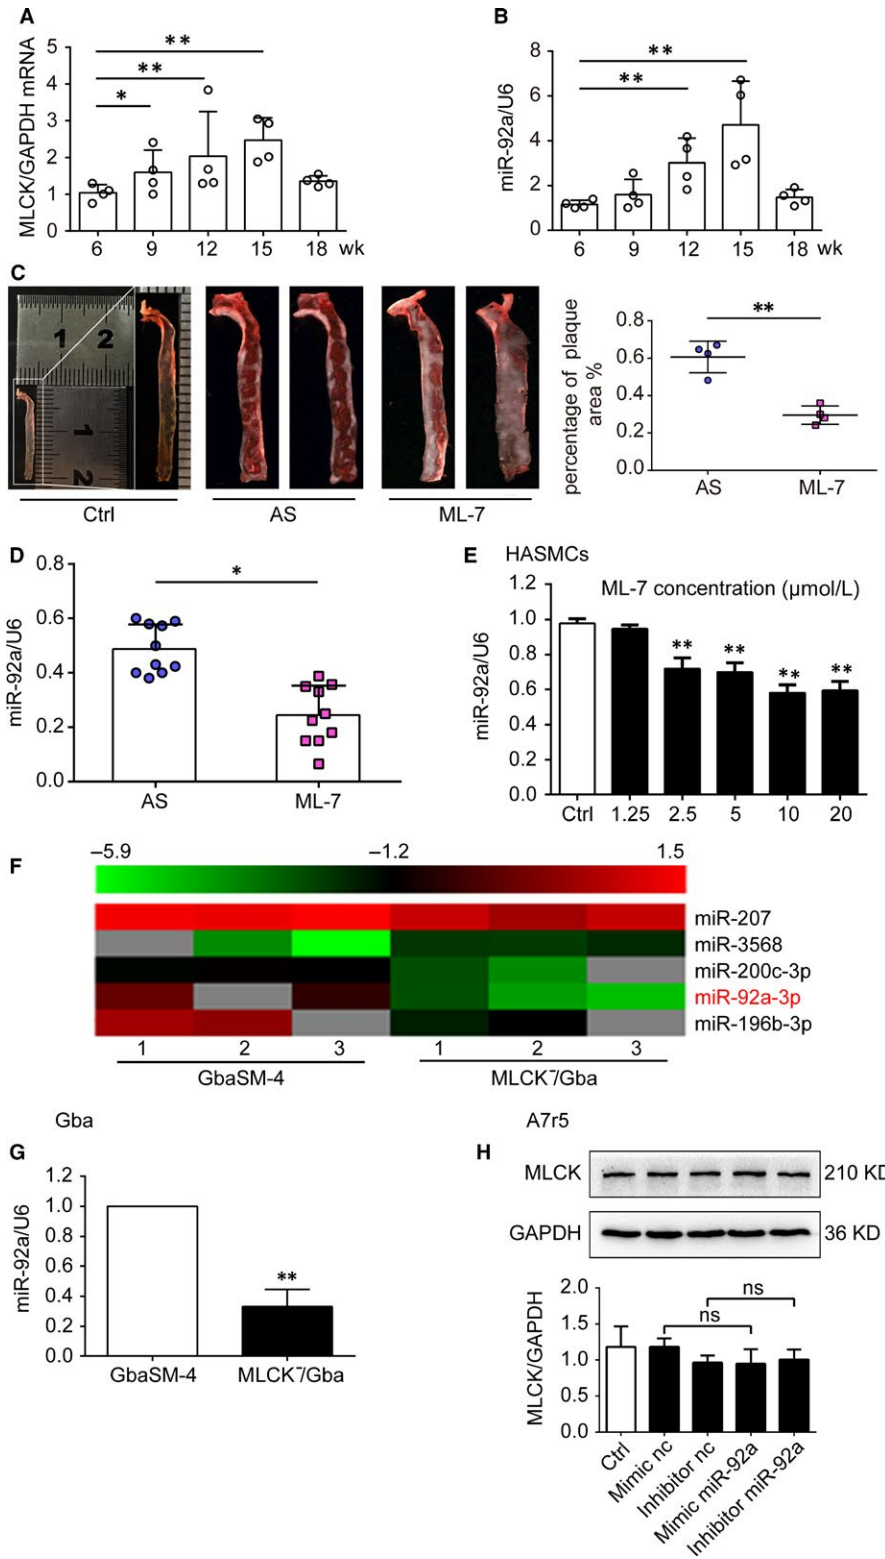 A
MLCK/GAPDH mRNA
5
4
3
2
1
0
**
**
*
6 9 12 15 18 wk
B
miR-92a/U6
8
6
4
2
0
**
**
6 9 12 15 18 wk
C
1 2
1
2
Ctrl
AS
ML-7
percentage of plaque
area %
0.8
0.6
0.4
0.2
0.0
**
AS ML-7
D
miR-92a/U6
0.8
0.6
0.4
0.2
0.0
*
AS ML-7
E HASMCs
ML-7 concentration (μmol/L)
miR-92a/U6
1.2
1.0
0.8
0.6
0.4
0.2
0.0
** ** ** **
Ctrl 1.25 2.5 5 10 20
F
–5.9 –1.2 1.5
miR-207
miR-3568
miR-200c-3p
miR-92a-3p
miR-196b-3p
1 2 3 1 2 3
GbaSM-4 MLCK⁻/Gba
Gba
G
miR-92a/U6
1.2
1.0
0.8
0.6
0.4
0.2
0.0
**
GbaSM-4 MLCK⁻/Gba
A7r5
H
MLCK 210 KD
GAPDH 36 KD
MLCK/GAPDH
2.0
1.5
1.0
0.5
0.0
ns
ns
Ctrl
Mimic nc
Inhibitor nc
Mimic miR-92a
Inhibitor miR-92a